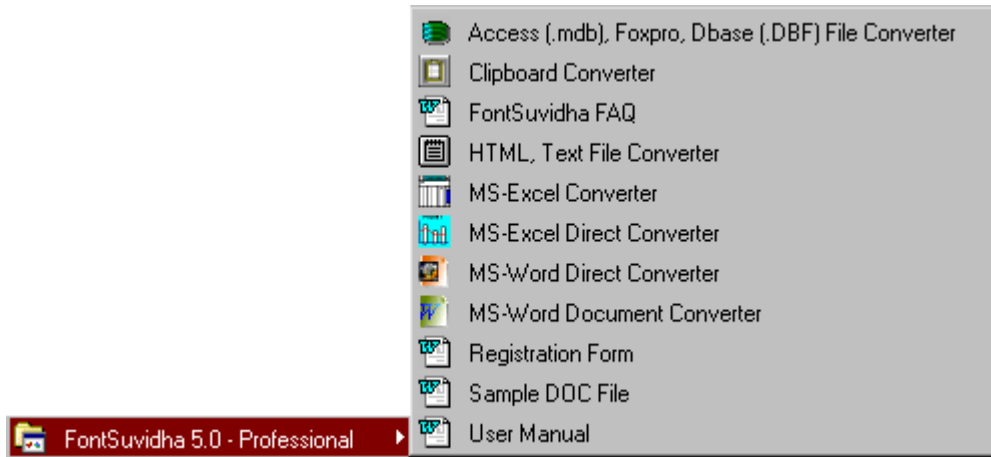 Access (.mdb), Foxpro, Dbase (.DBF) File Converter
Clipboard Converter
FontSuvidha FAQ
HTML, Text File Converter
MS-Excel Converter
MS-Excel Direct Converter
MS-Word Direct Converter
MS-Word Document Converter
Registration Form
Sample DOC File
User Manual
FontSuvidha 5.0 - Professional